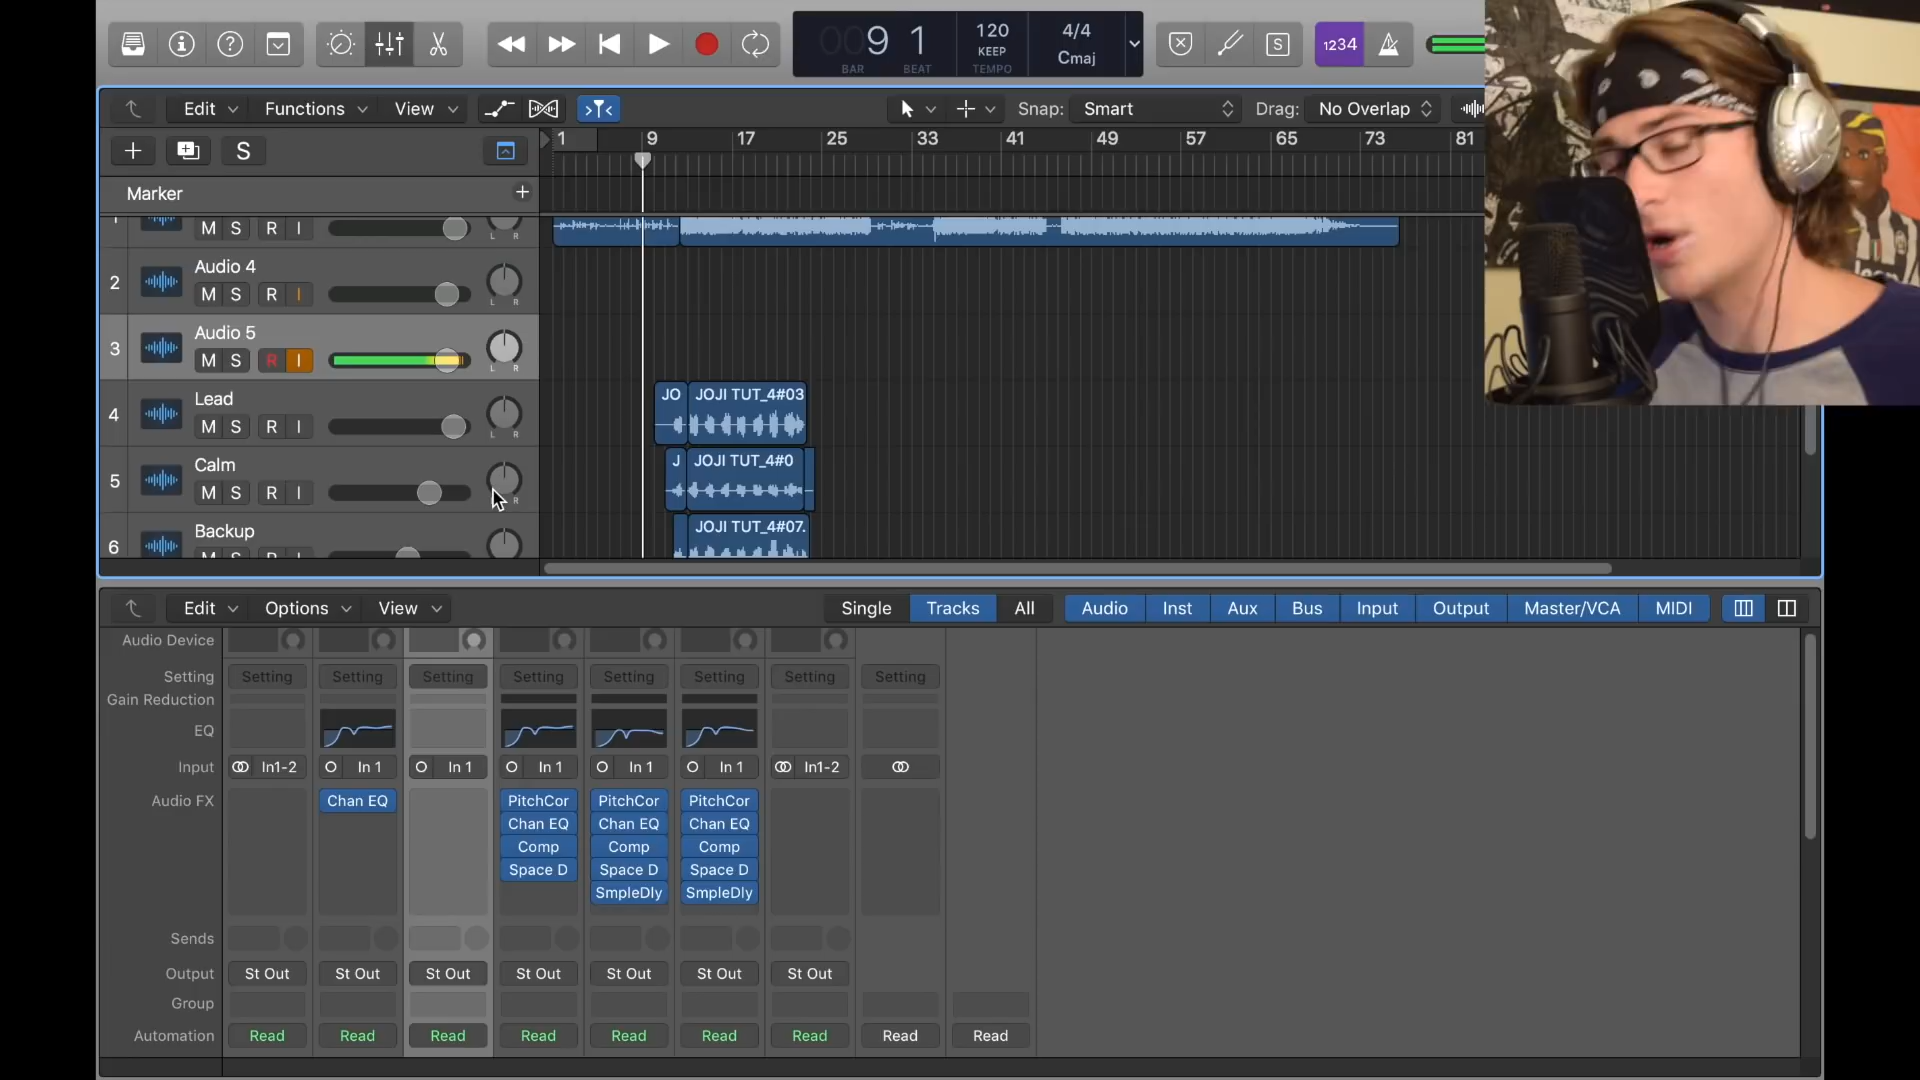 009 1
120
KEEP
TEMPO
BAR
BEAT
4/4
Cmaj
S
1234
Edit
Functions
View
Snap: Smart
Drag: No Overlap
S
1 9 17 25 33 41 49 57 65 73 81
Marker
1
M S R I
L R
2
Audio 4
M S R I
L R
3
Audio 5
M S R I
L R
4
Lead
M S R I
L R
JO
JOJI TUT_4#03
5
Calm
M S R I
R
J
JOJI TUT_4#0
6
Backup
M S R I
JOJI TUT_4#07.
Edit
Options
View
Single Tracks All
Audio Inst Aux Bus Input Output Master/VCA MIDI
Audio Device
Setting Setting Setting Setting Setting Setting Setting Setting Setting
Gain Reduction
EQ
Input In1-2 In 1 In 1 In 1 In 1 In 1 In1-2
Audio FX Chan EQ PitchCor PitchCor PitchCor
Chan EQ Chan EQ Chan EQ
Comp Comp Comp
Space D Space D Space D
SmpleDly SmpleDly
Sends
Output St Out St Out St Out St Out St Out St Out St Out
Group
Automation Read Read Read Read Read Read Read Read Read